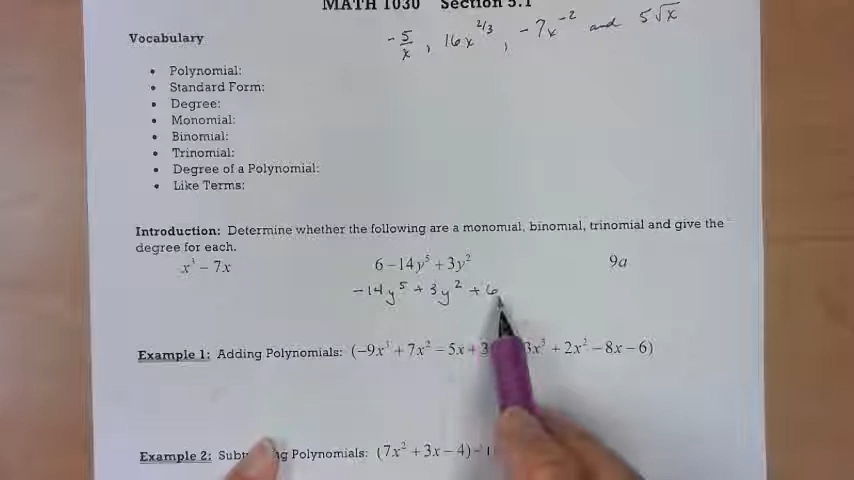 MATH 1030 Section 5.1
-5/x , 16x^{2/3} , -7x^{-2} and 5√x
Vocabulary
• Polynomial:
• Standard Form:
• Degree:
• Monomial:
• Binomial:
• Trinomial:
• Degree of a Polynomial:
• Like Terms:
Introduction: Determine whether the following are a monomial, binomial, trinomial and give the
degree for each.
x³ – 7x 6 –14y⁵ + 3y² 9a
-14y⁵ + 3y² + 6
Example 1: Adding Polynomials: (–9x³ + 7x² – 5x + 3 3x³ + 2x² – 8x – 6)
Example 2: Polynomials: (7x² + 3x – 4) –